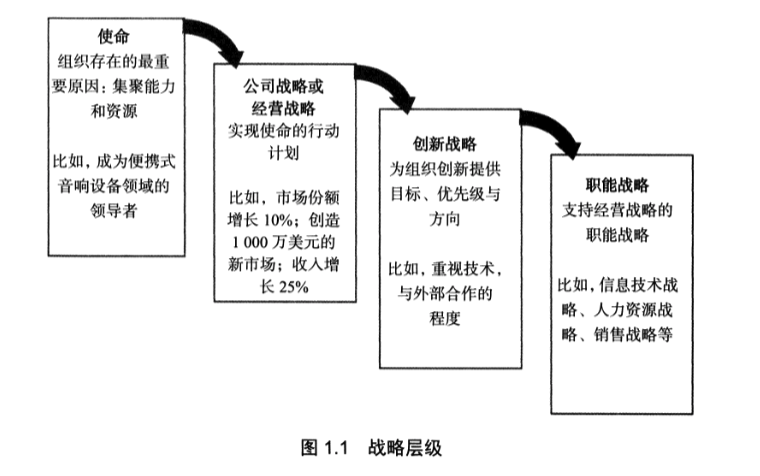 使命
组织存在的最重
要原因：集聚能力
和资源
比如，成为便携式
音响设备领域的
领导者
公司战略或
经营战略
实现使命的行动
计划
比如，市场份额
增长 10%；创造
1 000 万美元的
新市场；收入增
长 25%
创新战略
为组织创新提供
目标、优先级与
方向
比如，重视技术，
与外部合作的
程度
职能战略
支持经营战略的
职能战略
比如，信息技术战
略、人力资源战
略、销售战略等
图 1.1 战略层级